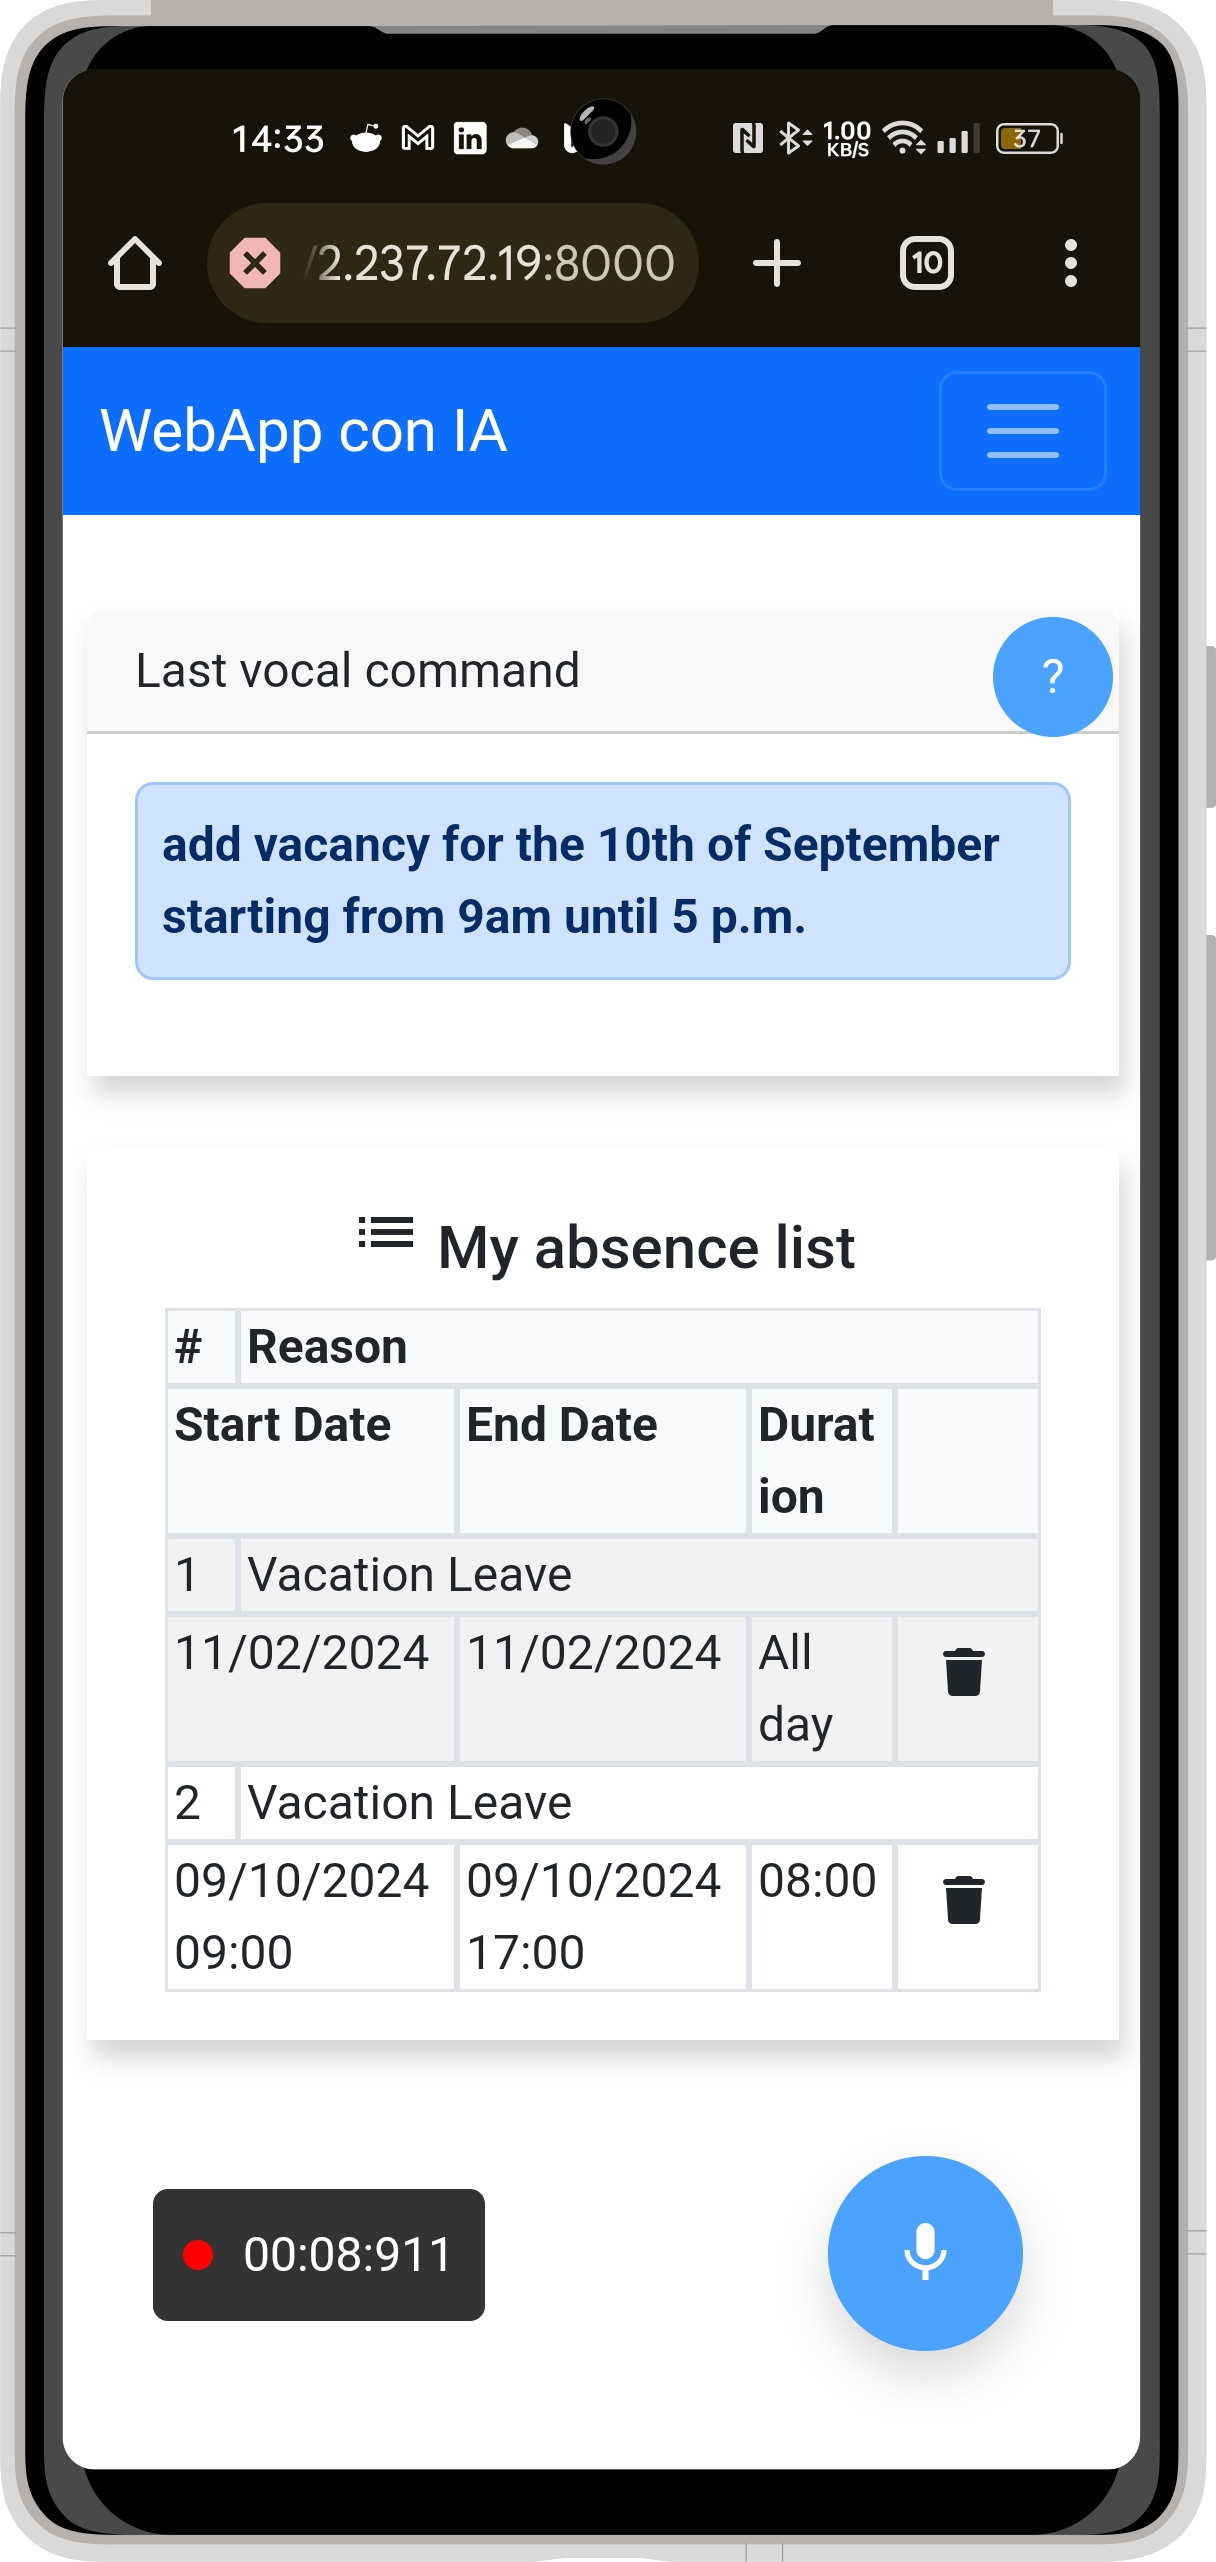 14:33
1.00
KB/S
37
/2.237.72.19:8000
10
WebApp con IA
Last vocal command
?
add vacancy for the 10th of September
starting from 9am until 5 p.m.
My absence list
# Reason
Start Date End Date Durat
ion
1 Vacation Leave
11/02/2024 11/02/2024 All
day
2 Vacation Leave
09/10/2024 09/10/2024 08:00
09:00 17:00
00:08:911